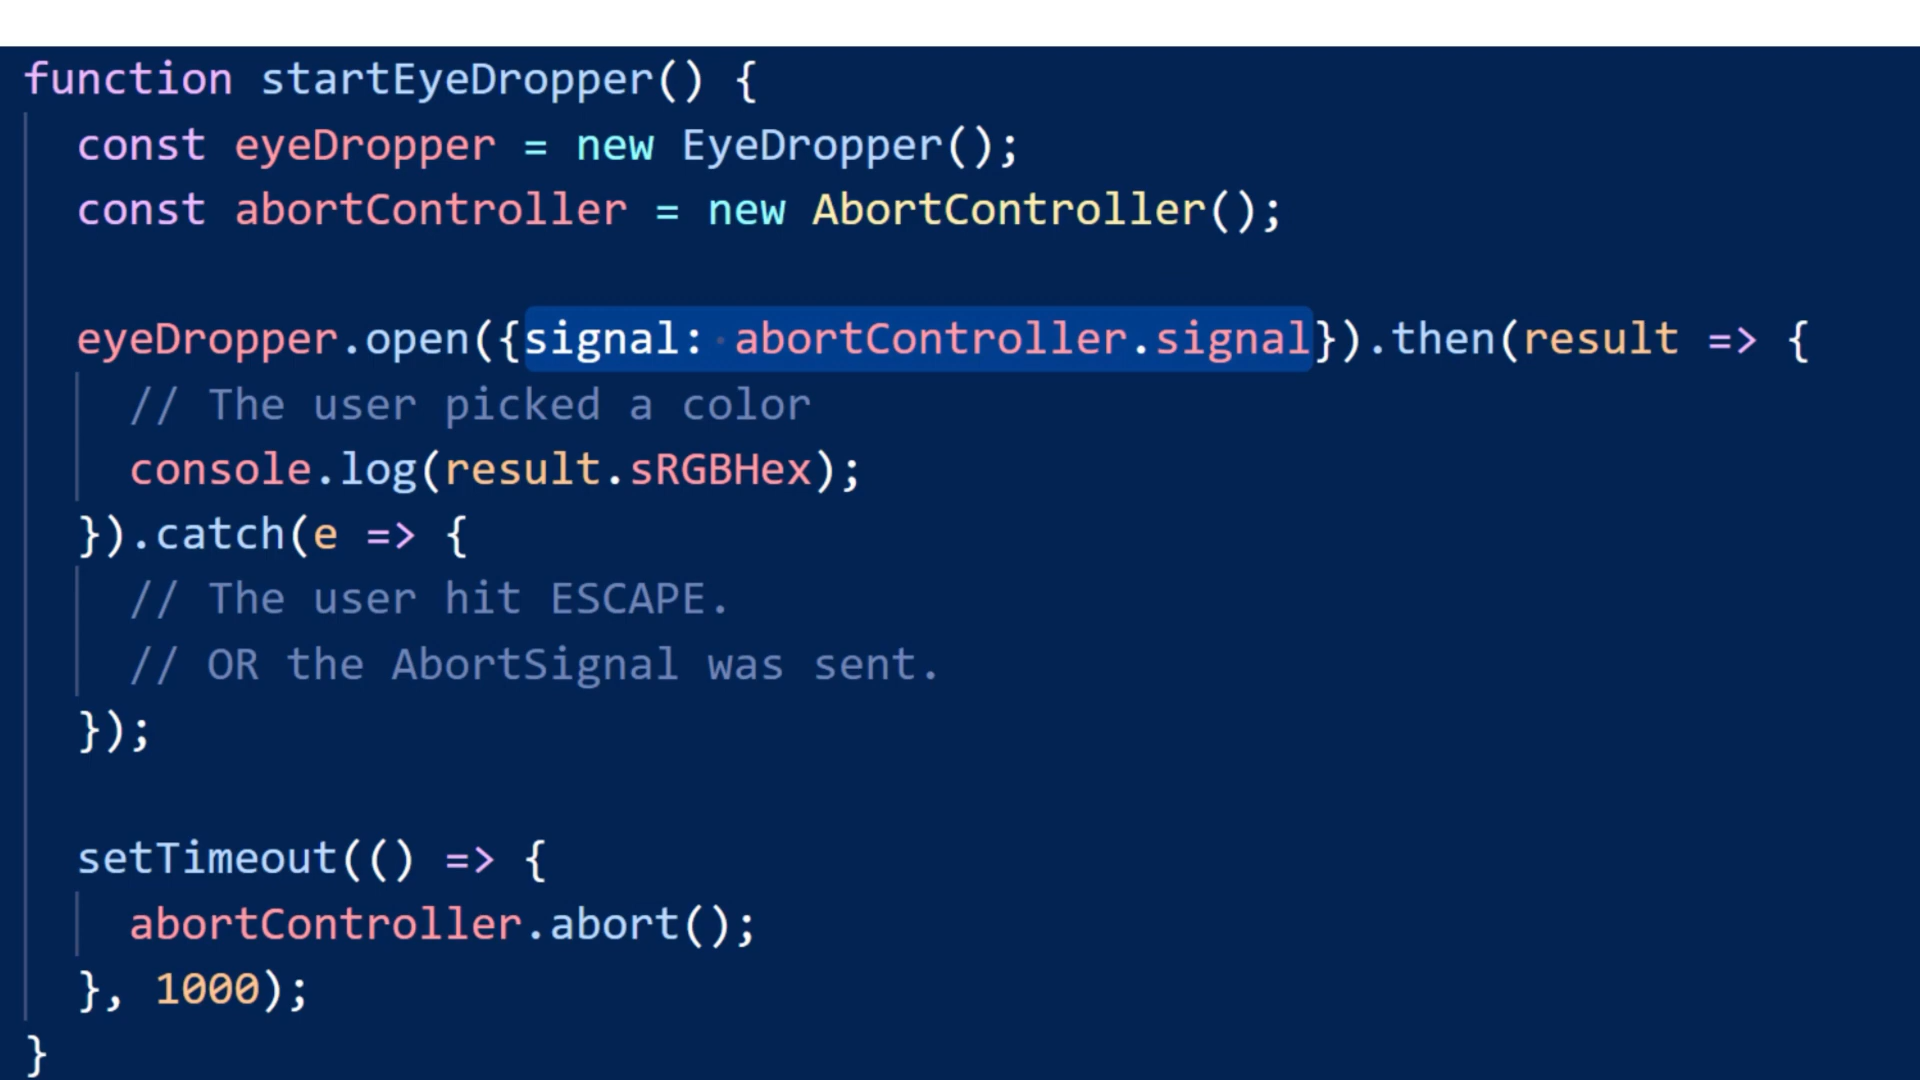 function startEyeDropper() {
  const eyeDropper = new EyeDropper();
  const abortController = new AbortController();

  eyeDropper.open({signal: abortController.signal}).then(result => {
    // The user picked a color
    console.log(result.sRGBHex);
  }).catch(e => {
    // The user hit ESCAPE.
    // OR the AbortSignal was sent.
  });

  setTimeout(() => {
    abortController.abort();
  }, 1000);
}